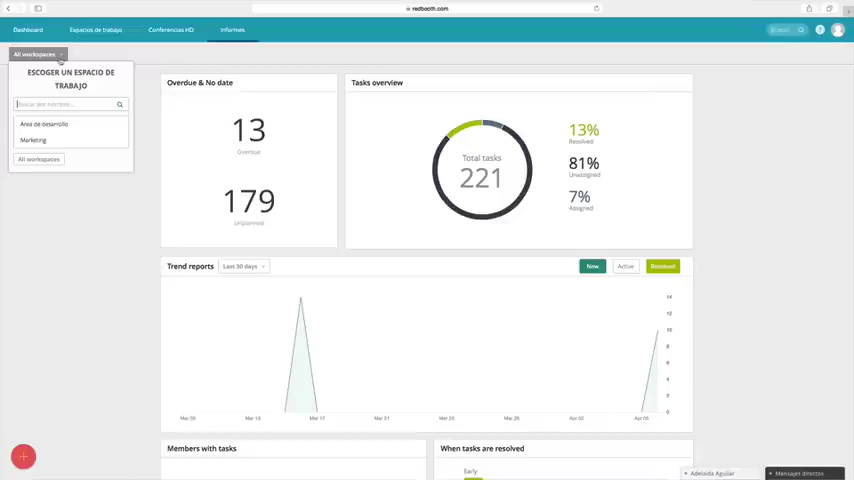 redbooth.com
Dashboard
Espacios de trabajo
Conferencias HD
Informes
Buscar
?
All workspaces
ESCOGER UN ESPACIO DE
TRABAJO
Buscar por nombre...
Area de desarrollo
Marketing
All workspaces
Overdue & No date
13
Overdue
179
Unplanned
Tasks overview
Total tasks
221
13%
Resolved
81%
Unassigned
7%
Assigned
Trend reports
Last 30 days
New
Active
Resolved
14
12
10
8
6
4
2
0
Mar 13
Mar 17
Mar 21
Mar 25
Mar 29
Apr 02
Members with tasks
When tasks are resolved
Early
Adelaida Aguilar
Mensajes directos